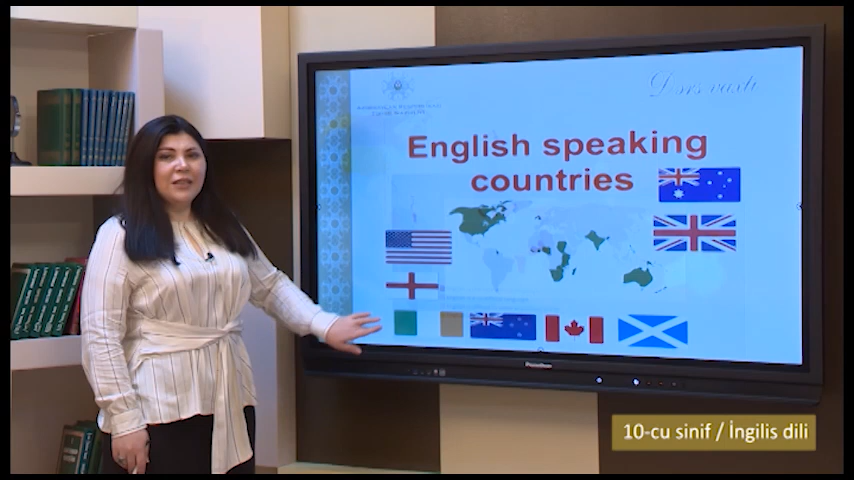 Dərs vaxtı
English speaking
countries
10-cu sinif / İngilis dili